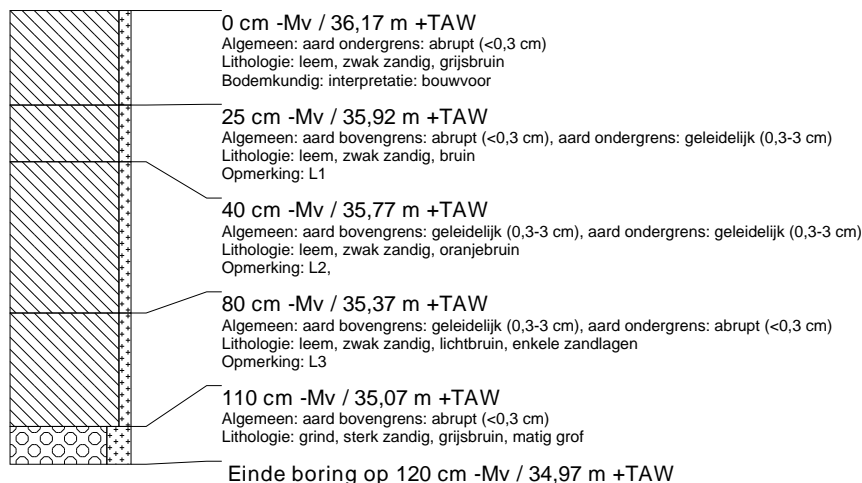 0 cm -Mv / 36,17 m +TAW
Algemeen: aard ondergrens: abrupt (<0,3 cm)
Lithologie: leem, zwak zandig, grijsbruin
Bodemkundig: interpretatie: bouwvoor
25 cm -Mv / 35,92 m +TAW
Algemeen: aard bovengrens: abrupt (<0,3 cm), aard ondergrens: geleidelijk (0,3-3 cm)
Lithologie: leem, zwak zandig, bruin
Opmerking: L1
40 cm -Mv / 35,77 m +TAW
Algemeen: aard bovengrens: geleidelijk (0,3-3 cm), aard ondergrens: geleidelijk (0,3-3 cm)
Lithologie: leem, zwak zandig, oranjebruin
Opmerking: L2,
80 cm -Mv / 35,37 m +TAW
Algemeen: aard bovengrens: geleidelijk (0,3-3 cm), aard ondergrens: abrupt (<0,3 cm)
Lithologie: leem, zwak zandig, lichtbruin, enkele zandlagen
Opmerking: L3
110 cm -Mv / 35,07 m +TAW
Algemeen: aard bovengrens: abrupt (<0,3 cm)
Lithologie: grind, sterk zandig, grijsbruin, matig grof
Einde boring op 120 cm -Mv / 34,97 m +TAW